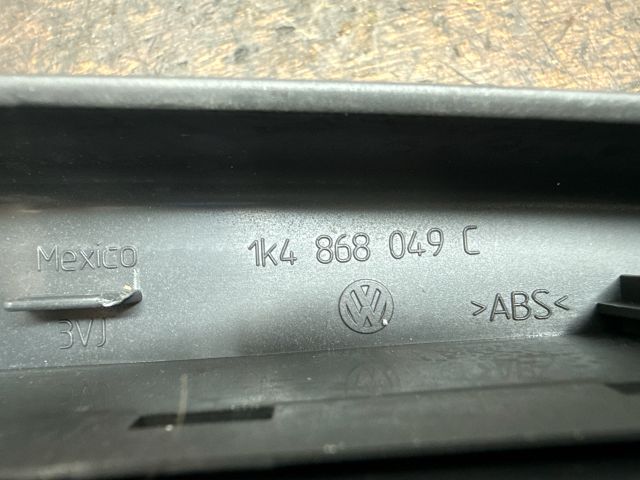 Mexico
1K4 868 049 C
>ABS<
3VJ